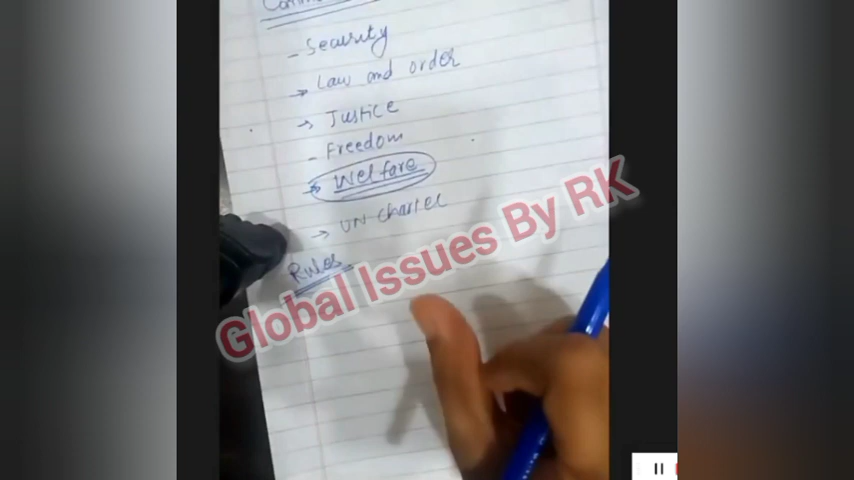 - Security
→ Law and order
→ Justice
- Freedom
→ Welfare
→ UN Charter
Rules
Global Issues By RK